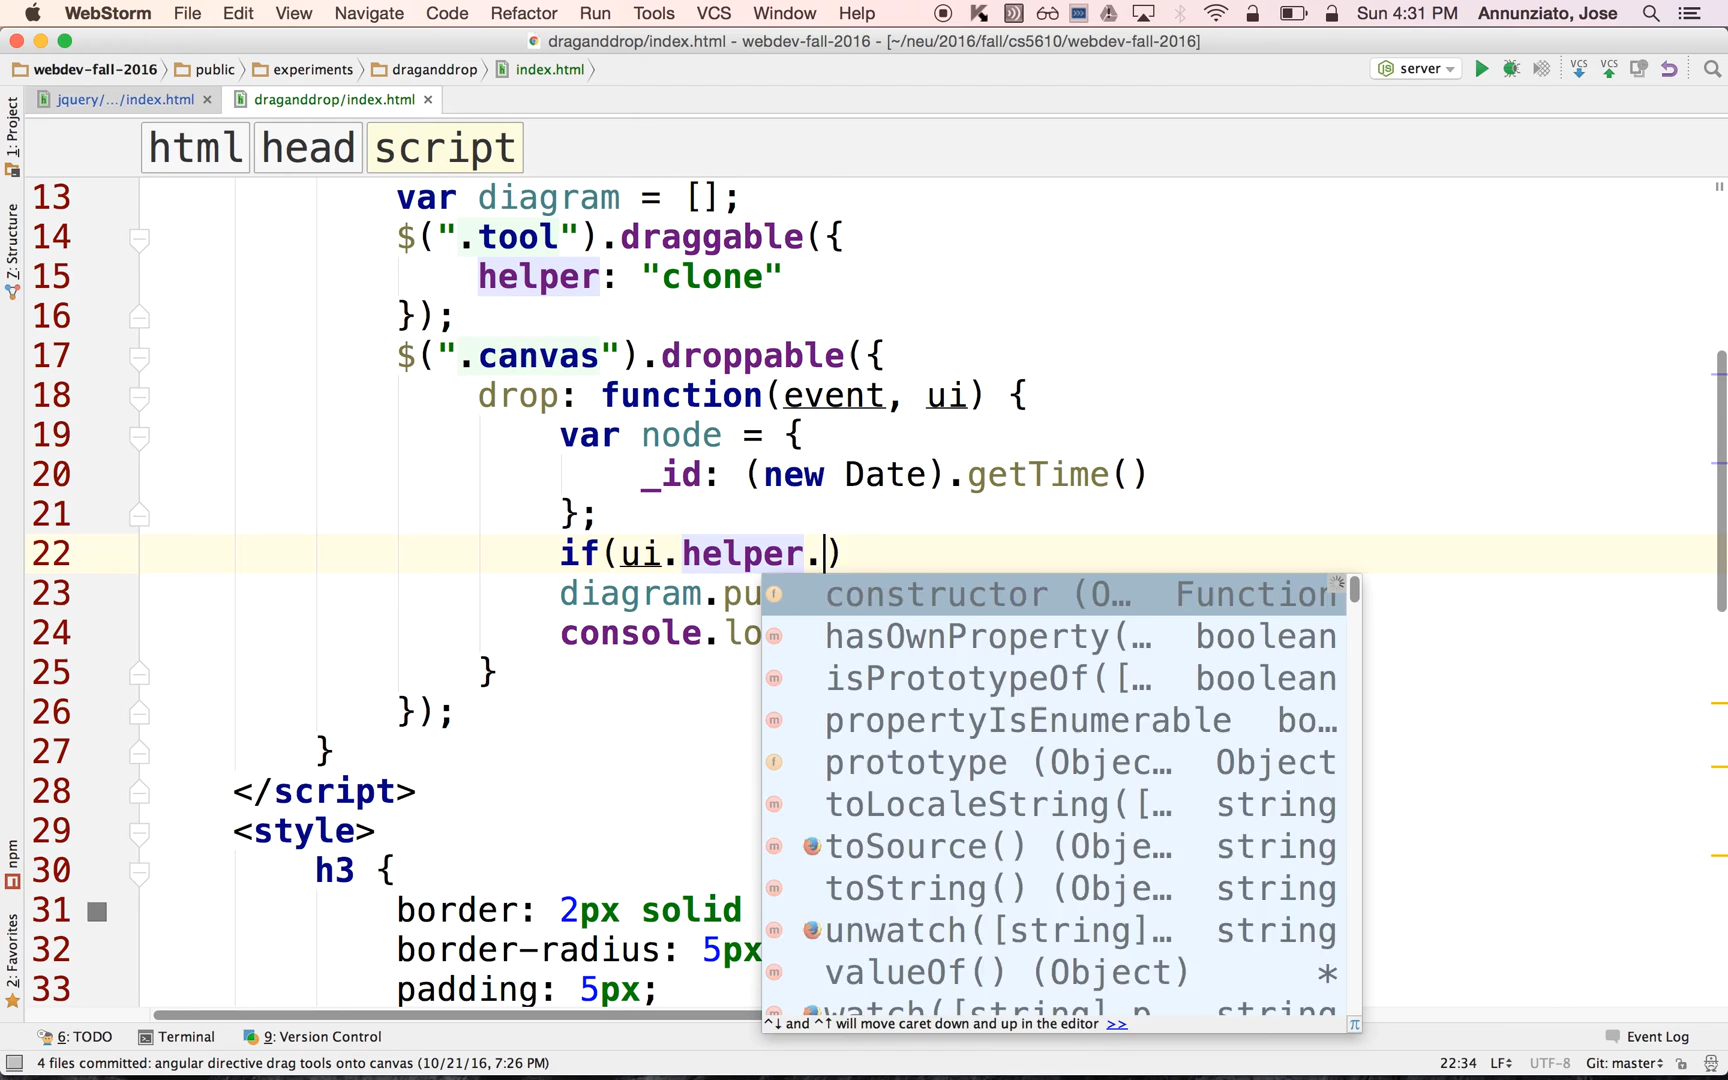 WebStorm File Edit View Navigate Code Refactor Run Tools VCS Window Help Sun 4:31 PM Annunziato, Jose
draganddrop/index.html - webdev-fall-2016 - [~/neu/2016/fall/cs5610/webdev-fall-2016]
webdev-fall-2016 public experiments draganddrop index.html server VCS VCS
jquery/.../index.html draganddrop/index.html
html head script
1: Project
Z: Structure
npm
2: Favorites
13 var diagram = [];
14 $(".tool").draggable({
15 helper: "clone"
16 });
17 $(".canvas").droppable({
18 drop: function(event, ui) {
19 var node = {
20 _id: (new Date).getTime()
21 };
22 if(ui.helper.)
23 diagram.pu
24 console.lo
25 }
26 });
27 }
28 </script>
29 <style>
30 h3 {
31 border: 2px solid
32 border-radius: 5px
33 padding: 5px;
constructor (O... Function
hasOwnProperty(... boolean
isPrototypeOf([... boolean
propertyIsEnumerable bo...
prototype (Objec... Object
toLocaleString([... string
toSource() (Obje... string
toString() (Obje... string
unwatch([string]... string
valueOf() (Object) *
watch([string], p string
^↓ and ^↑ will move caret down and up in the editor >> π
6: TODO Terminal 9: Version Control Event Log
4 files committed: angular directive drag tools onto canvas (10/21/16, 7:26 PM) 22:34 LF÷ UTF-8 Git: master÷